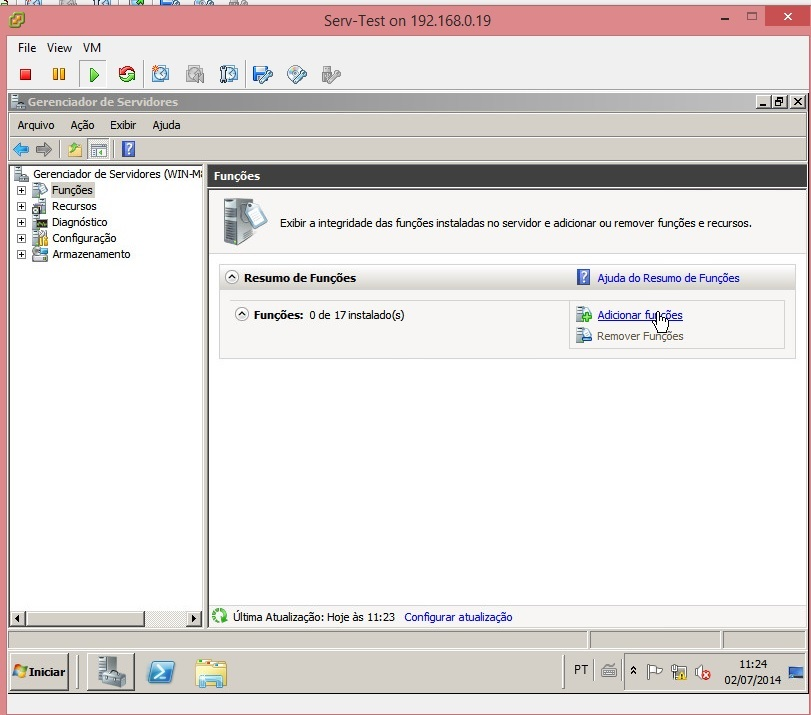 Serv-Test on 192.168.0.19
File View VM
Gerenciador de Servidores
Arquivo Ação Exibir Ajuda
Gerenciador de Servidores (WIN-M
Funções
Recursos
Diagnóstico
Configuração
Armazenamento
Funções
Exibir a integridade das funções instaladas no servidor e adicionar ou remover funções e recursos.
Resumo de Funções
Ajuda do Resumo de Funções
Funções: 0 de 17 instalado(s)
Adicionar funções
Remover Funções
Última Atualização: Hoje às 11:23 Configurar atualização
Iniciar
PT
11:24
02/07/2014